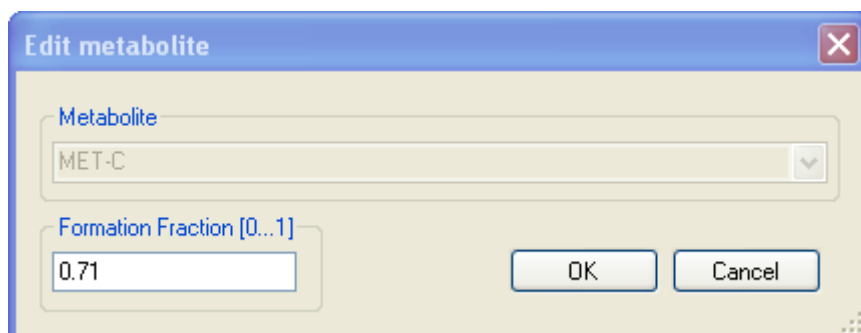 Edit metabolite
Metabolite
MET-C
Formation Fraction [0...1]
0.71
OK Cancel